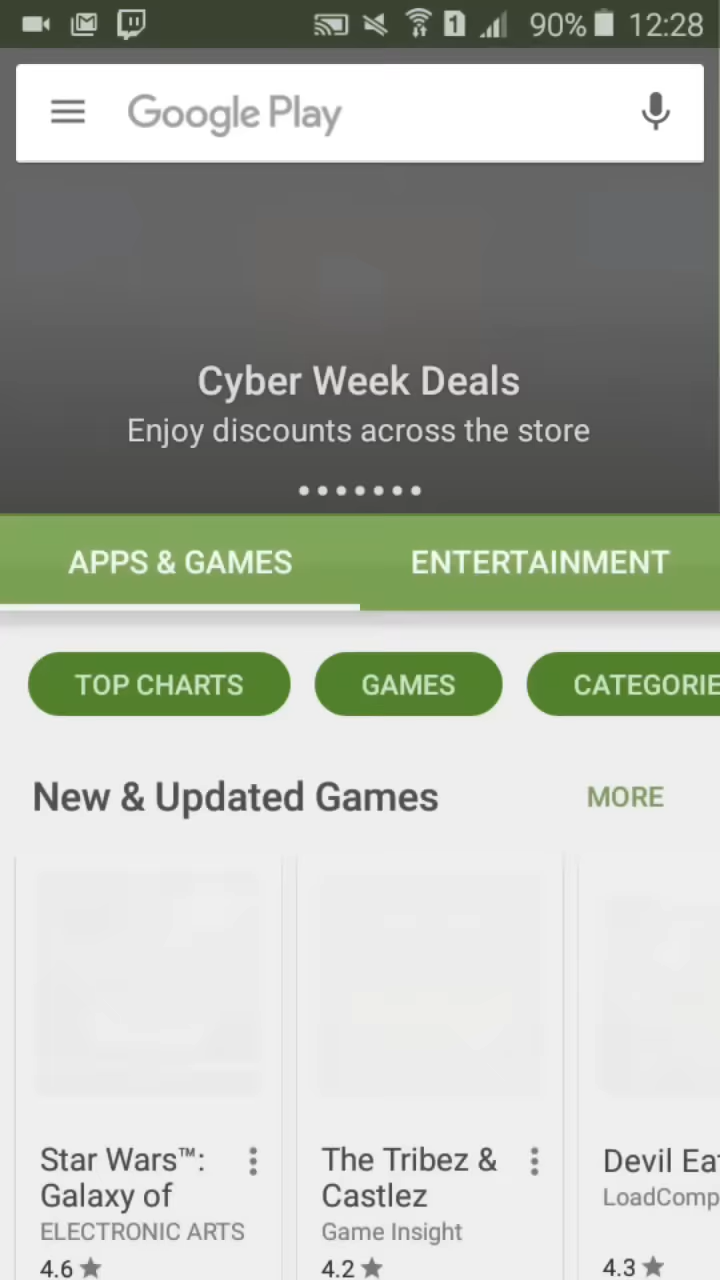 1 90% 12:28
Google Play
Cyber Week Deals
Enjoy discounts across the store
APPS & GAMES ENTERTAINMENT
TOP CHARTS GAMES CATEGORIE
New & Updated Games MORE
Star Wars™: The Tribez & Devil Eat
Galaxy of Castlez LoadComp
ELECTRONIC ARTS Game Insight
4.6 4.2 4.3